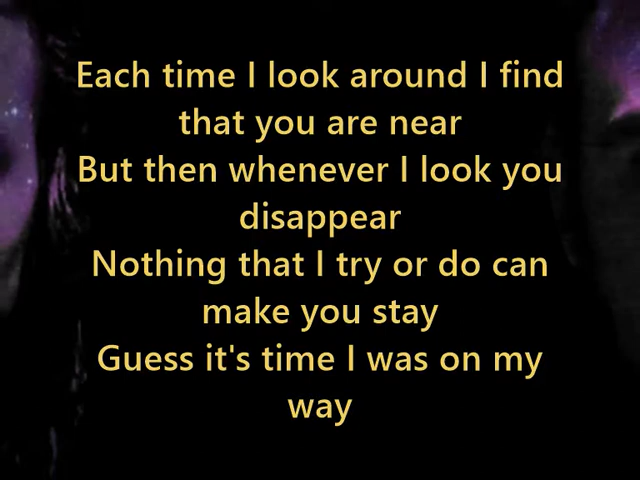 Each time I look around I find
that you are near
But then whenever I look you
disappear
Nothing that I try or do can
make you stay
Guess it's time I was on my
way